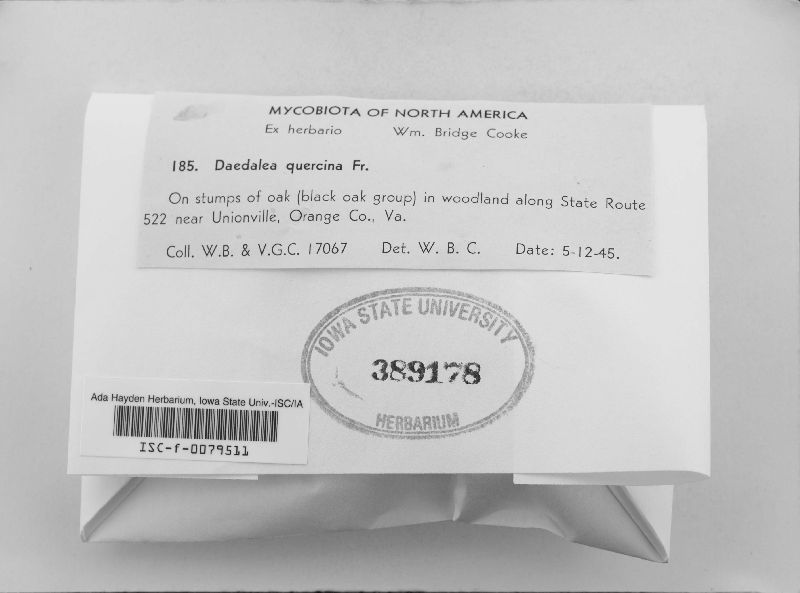 MYCOBIOTA OF NORTH AMERICA
Ex herbario Wm. Bridge Cooke
185. Daedalea quercina Fr.
On stumps of oak (black oak group) in woodland along State Route
522 near Unionville, Orange Co., Va.
Coll. W.B. & V.G.C. 17067 Det. W. B. C. Date: 5-12-45.
IOWA STATE UNIVERSITY
389178
HERBARIUM
Ada Hayden Herbarium, Iowa State Univ.-ISC/IA
ISC-f-0079511